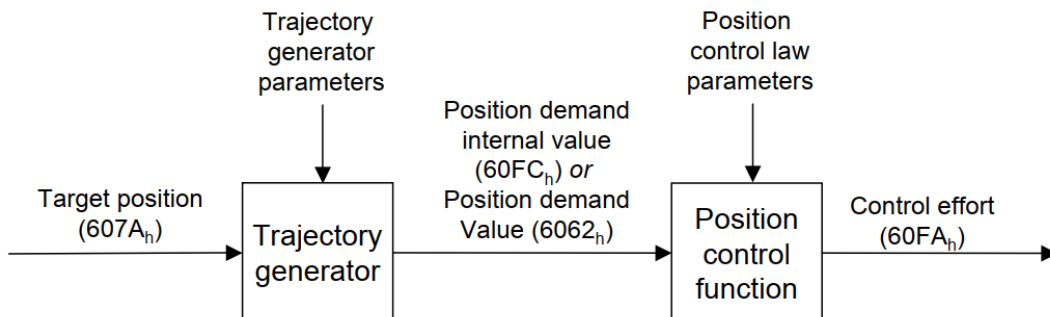 Trajectory
generator
parameters
Position
control law
parameters
Position demand
internal value
(60FCh) or
Position demand
Value (6062h)
Target position
(607Ah)
Trajectory
generator
Position
control
function
Control effort
(60FAh)